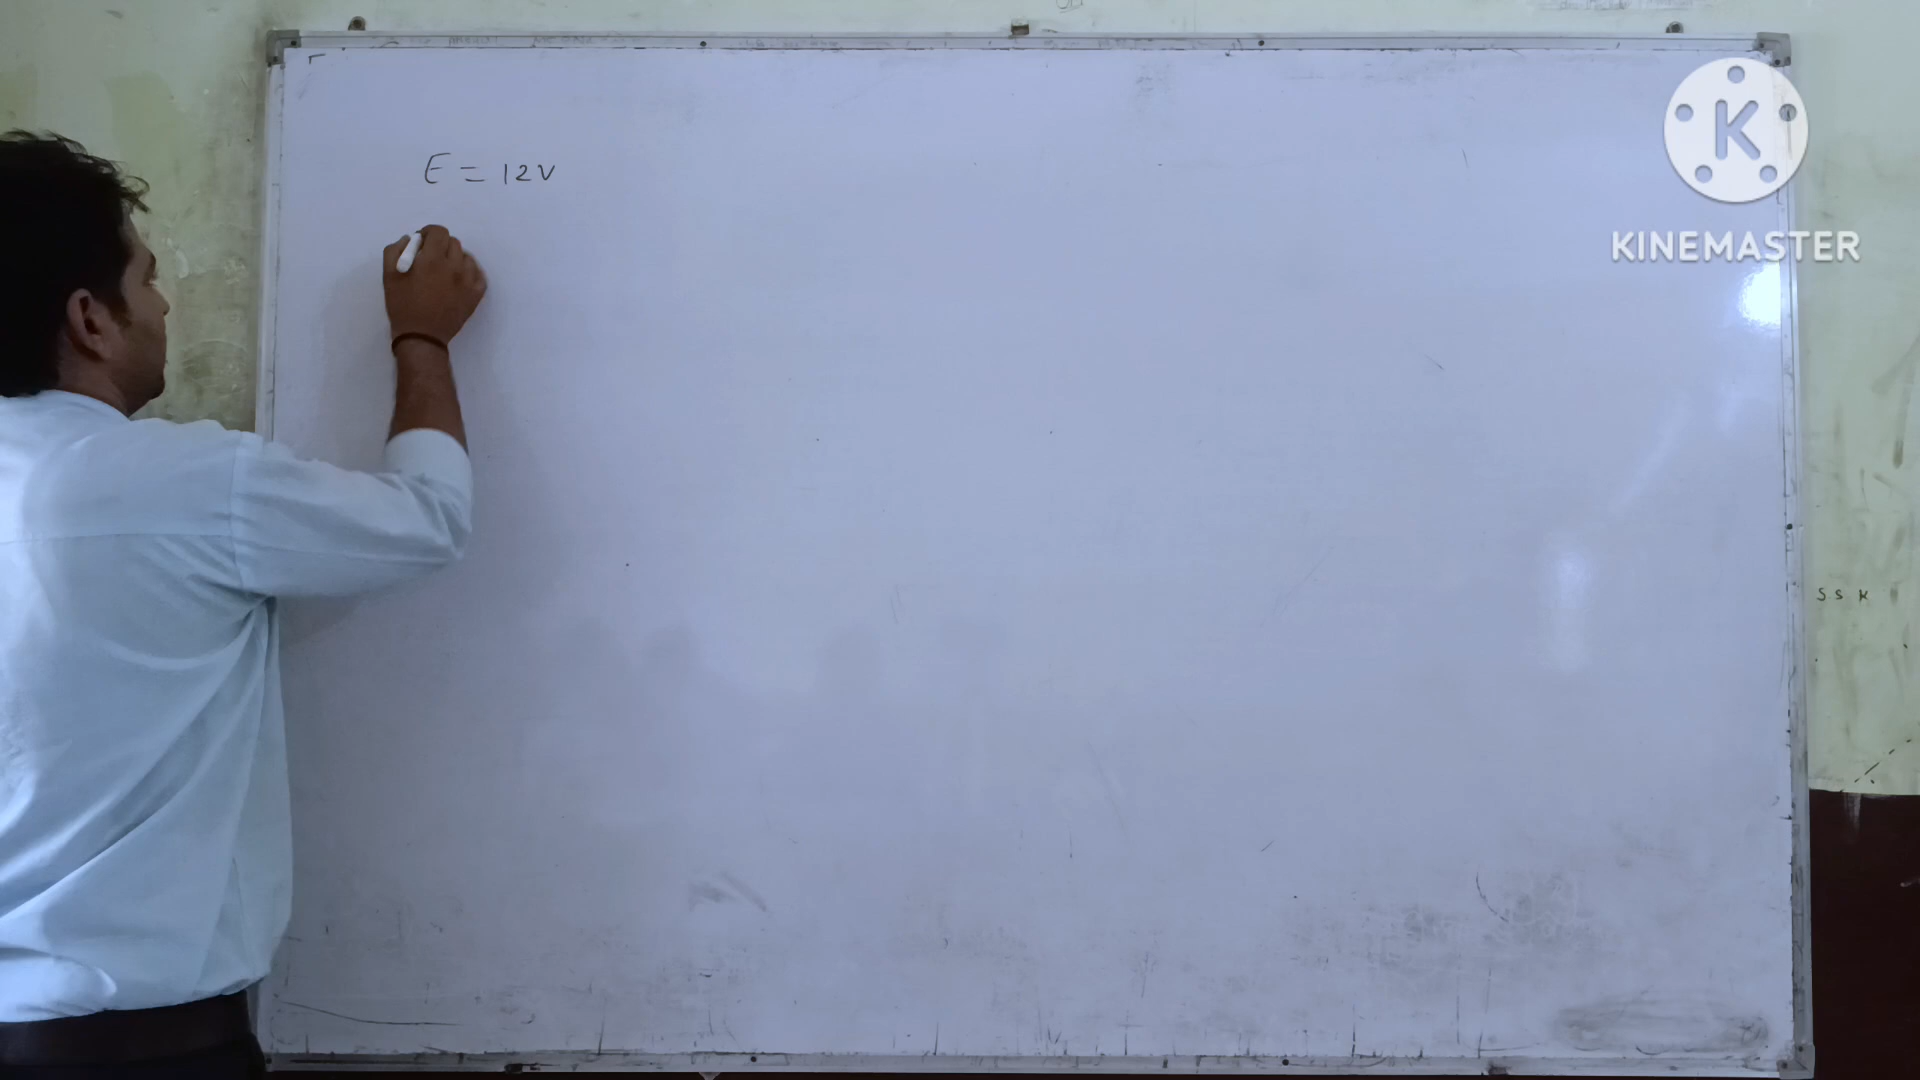 E = 12V
K
KINEMASTER
S S K